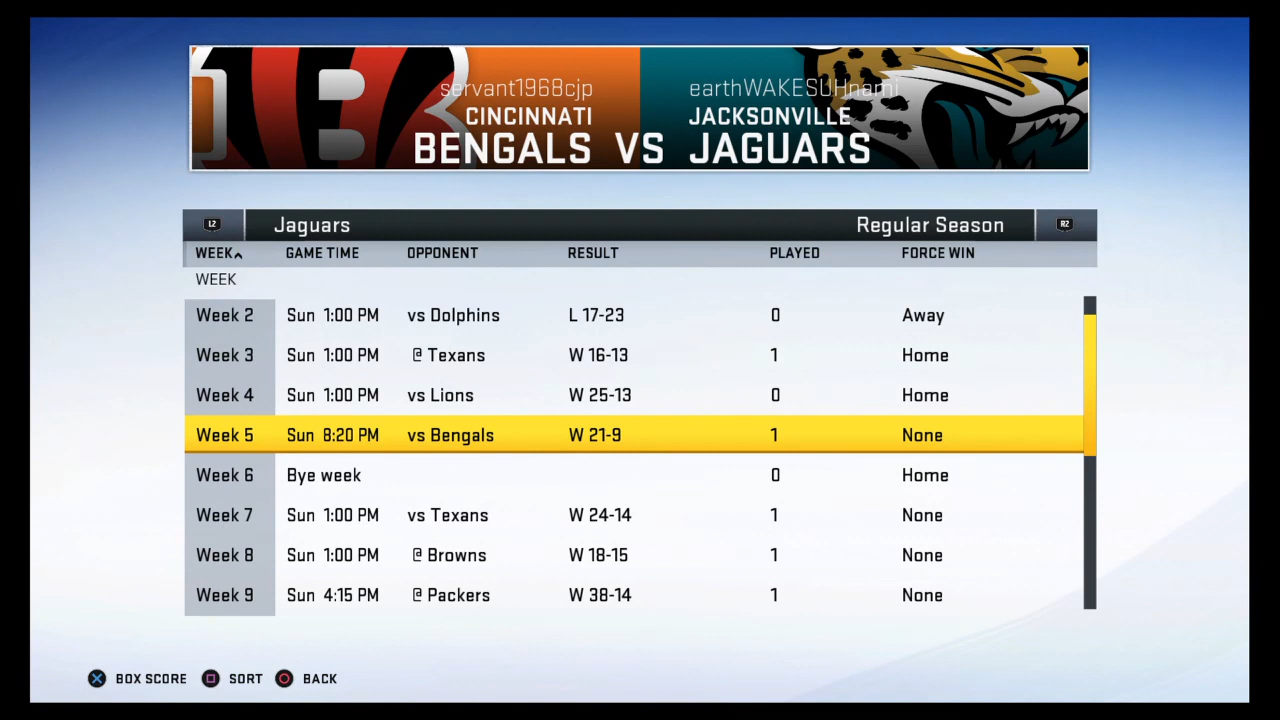 servant1968cjp earthWAKESUHnami
CINCINNATI JACKSONVILLE
BENGALS VS JAGUARS
L2 Jaguars Regular Season R2
WEEK GAME TIME OPPONENT RESULT PLAYED FORCE WIN
WEEK
Week 2 Sun 1:00 PM vs Dolphins L 17-23 0 Away
Week 3 Sun 1:00 PM @ Texans W 16-13 1 Home
Week 4 Sun 1:00 PM vs Lions W 25-13 0 Home
Week 5 Sun 8:20 PM vs Bengals W 21-9 1 None
Week 6 Bye week 0 Home
Week 7 Sun 1:00 PM vs Texans W 24-14 1 None
Week 8 Sun 1:00 PM @ Browns W 18-15 1 None
Week 9 Sun 4:15 PM @ Packers W 38-14 1 None
BOX SCORE SORT BACK